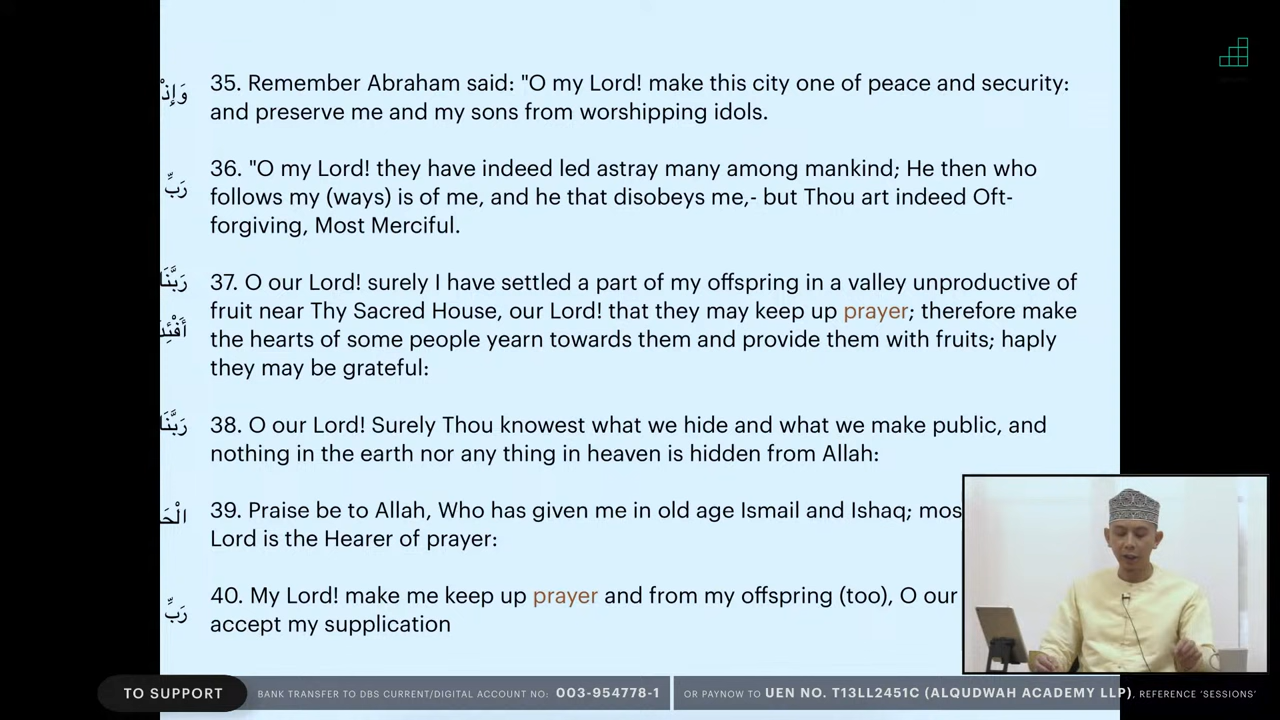 وَإِذْ
35. Remember Abraham said: "O my Lord! make this city one of peace and security:
and preserve me and my sons from worshipping idols.
رَبِّ
36. "O my Lord! they have indeed led astray many among mankind; He then who
follows my (ways) is of me, and he that disobeys me,- but Thou art indeed Oft-
forgiving, Most Merciful.
رَبَّنَا
37. O our Lord! surely I have settled a part of my offspring in a valley unproductive of
fruit near Thy Sacred House, our Lord! that they may keep up prayer; therefore make
the hearts of some people yearn towards them and provide them with fruits; haply
they may be grateful:
رَبَّنَا
38. O our Lord! Surely Thou knowest what we hide and what we make public, and
nothing in the earth nor any thing in heaven is hidden from Allah:
39. Praise be to Allah, Who has given me in old age Ismail and Ishaq; mos
Lord is the Hearer of prayer:
رَبِّ
40. My Lord! make me keep up prayer and from my offspring (too), O our
accept my supplication
TO SUPPORT BANK TRANSFER TO DBS CURRENT/DIGITAL ACCOUNT NO: 003-954778-1 OR PAYNOW TO UEN NO. T13LL2451C (ALQUDWAH ACADEMY LLP), REFERENCE ‘SESSIONS’